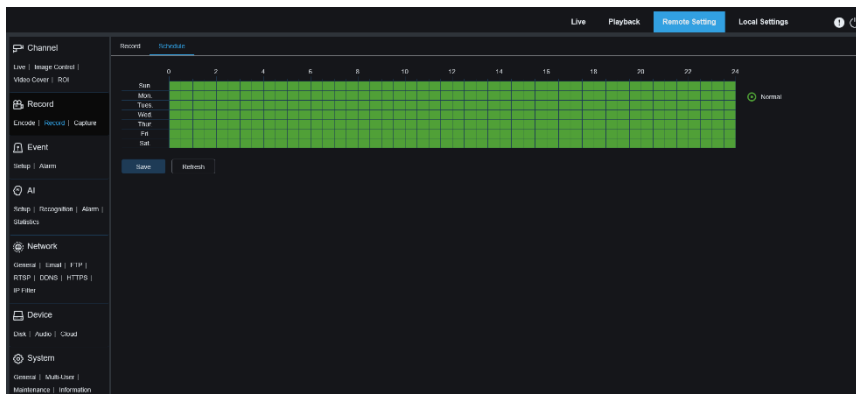 Live Playback Remote Setting Local Settings
Channel
Live | Image Control |
Video Cover | ROI
Record
Encode | Record | Capture
Event
Setup | Alarm
AI
Setup | Recognition | Alarm |
Statistics
Network
General | Email | FTP |
RTSP | DDNS | HTTPS |
IP Filter
Device
Disk | Audio | Cloud
System
General | Multi-User |
Maintenance | Information
Record Schedule
0 2 4 6 8 10 12 14 16 18 20 22 24
Sun
Mon.
Tues.
Wed
Thur
Fri
Sat
Normal
Save Refresh